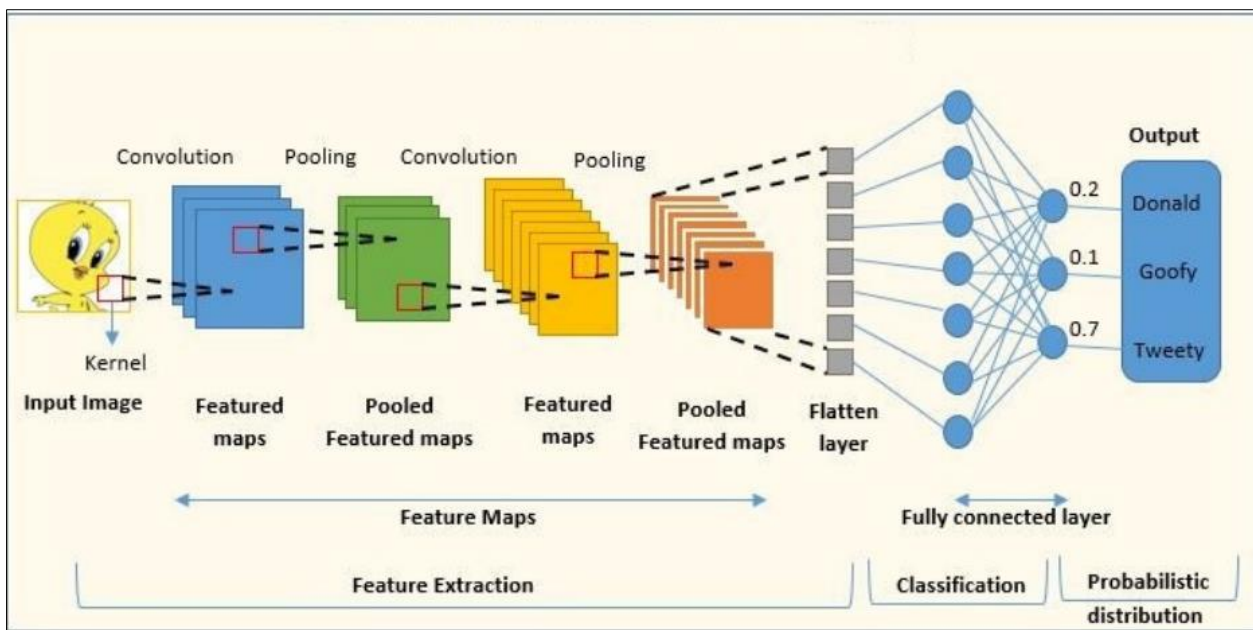 Convolution
Pooling
Convolution
Pooling
Kernel
Input Image
Featured
maps
Pooled
Featured maps
Featured
maps
Pooled
Featured maps
Flatten
layer
0.2
0.1
0.7
Output
Donald
Goofy
Tweety
Feature Maps
Fully connected layer
Feature Extraction
Classification
Probabilistic
distribution